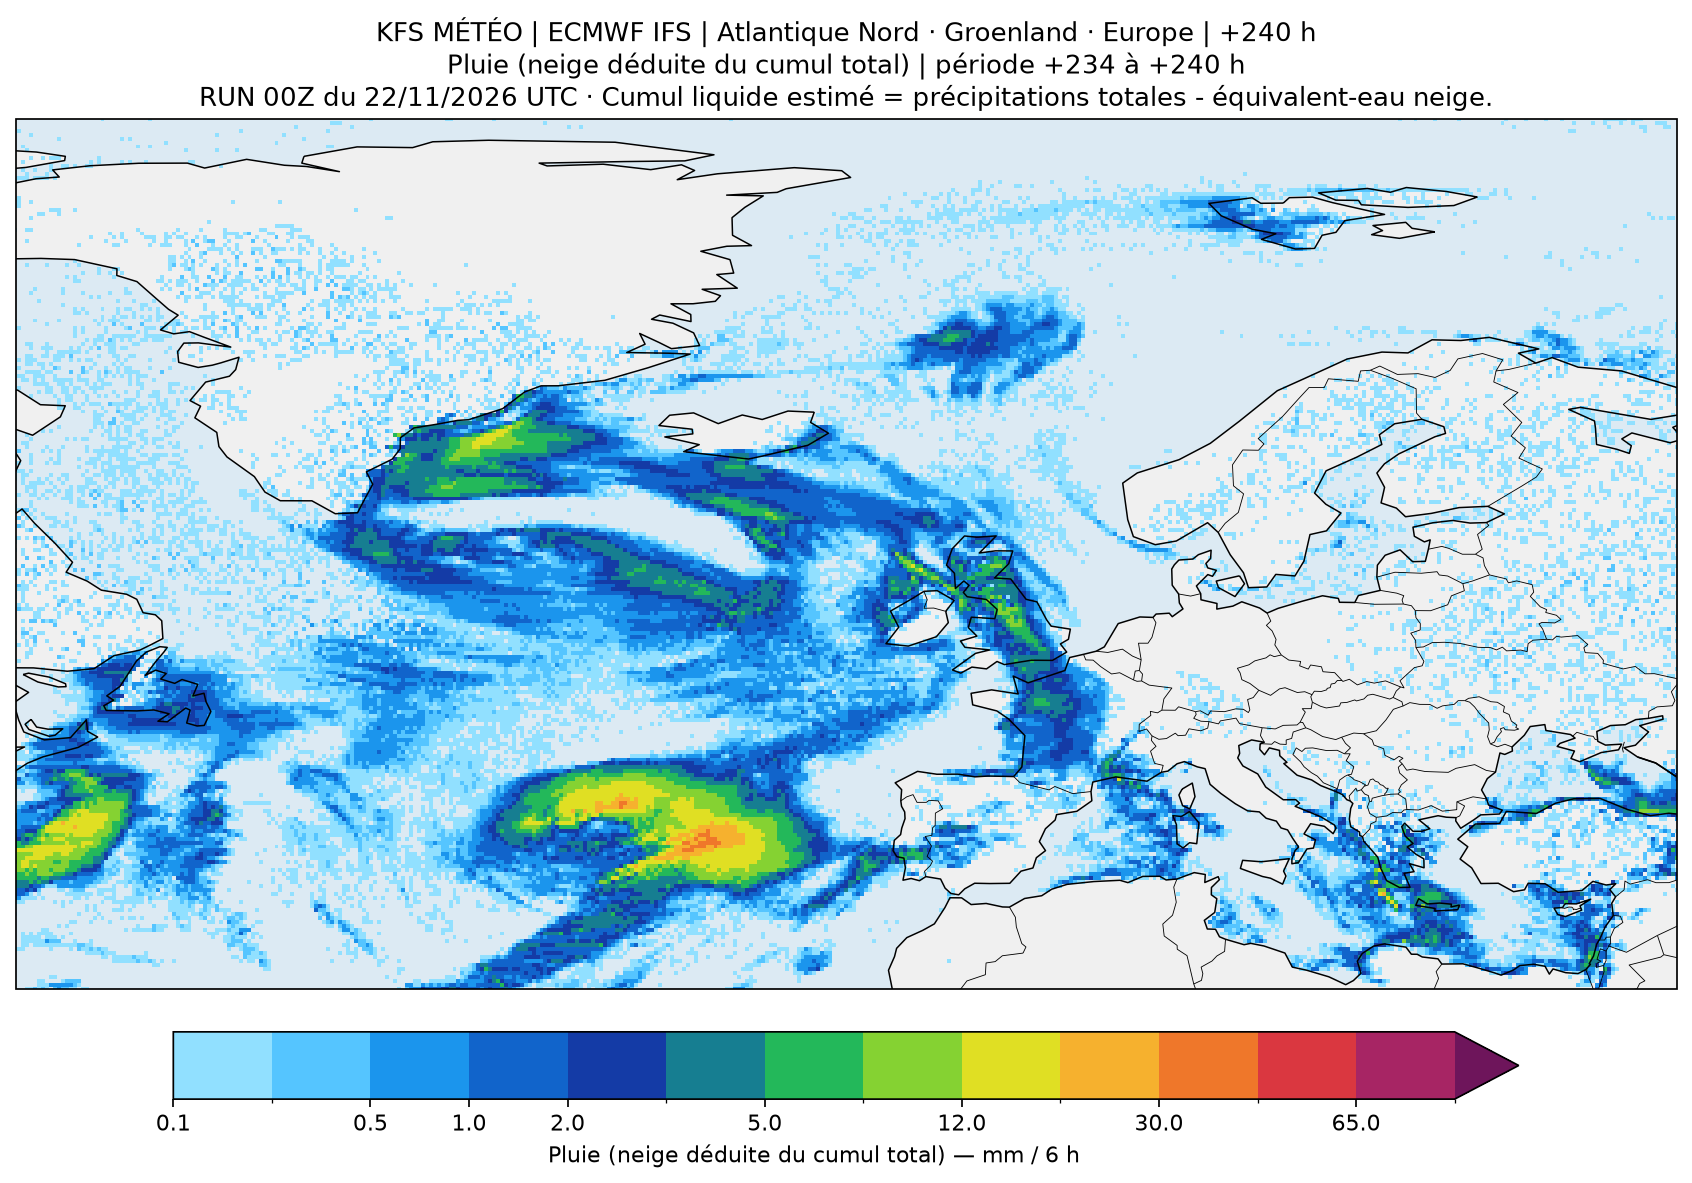 KFS MÉTÉO | ECMWF IFS | Atlantique Nord · Groenland · Europe | +240 h
Pluie (neige déduite du cumul total) | période +234 à +240 h
RUN 00Z du 22/11/2026 UTC · Cumul liquide estimé = précipitations totales - équivalent-eau neige.
0.1 0.5 1.0 2.0 5.0 12.0 30.0 65.0
Pluie (neige déduite du cumul total) — mm / 6 h